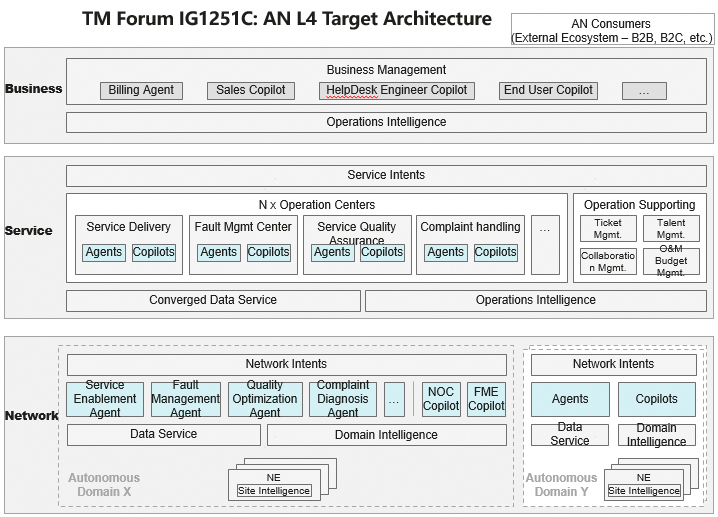 TM Forum IG1251C: AN L4 Target Architecture
AN Consumers
(External Ecosystem – B2B, B2C, etc.)
Business
Business Management
Billing Agent
Sales Copilot
HelpDesk Engineer Copilot
End User Copilot
...
Operations Intelligence
Service
Service Intents
N x Operation Centers
Service Delivery
Agents
Copilots
Fault Mgmt Center
Agents
Copilots
Service Quality
Assurance
Agents
Copilots
Complaint handling
Agents
Copilots
...
Operation Supporting
Ticket
Mgmt.
Talent
Mgmt.
Collaboratio
n Mgmt.
O&M
Budget
Mgmt.
Converged Data Service
Operations Intelligence
Network
Network Intents
Service
Enablement
Agent
Fault
Management
Agent
Quality
Optimization
Agent
Complaint
Diagnosis
Agent
...
NOC
Copilot
FME
Copilot
Data Service
Domain Intelligence
Autonomous
Domain X
NE
Site Intelligence
Network Intents
Agents
Copilots
Data
Service
Domain
Intelligence
Autonomous
Domain Y
NE
Site Intelligence